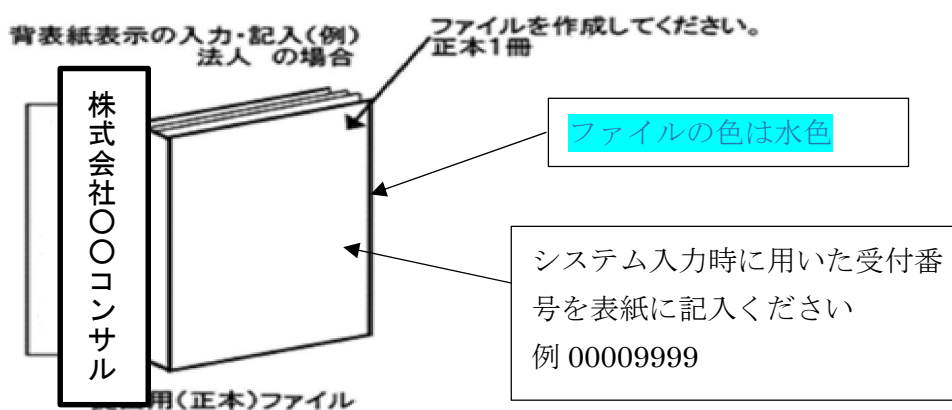 背表紙表示の入力・記入(例)
法人 の場合
ファイルを作成してください。
正本1冊
株式会社〇〇コンサル
ファイルの色は水色
システム入力時に用いた受付番
号を表紙に記入ください
例 00009999
用(正本)ファイル